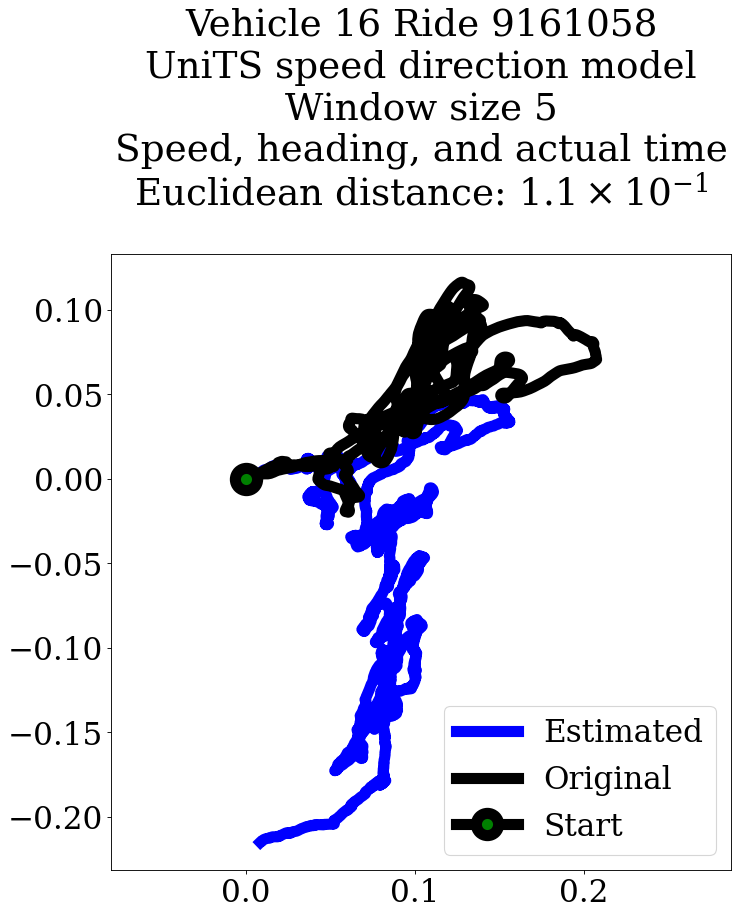 Vehicle 16 Ride 9161058
UniTS speed direction model
Window size 5
Speed, heading, and actual time
Euclidean distance: 1.1 × 10⁻¹
0.10
0.05
0.00
−0.05
−0.10
−0.15
−0.20
Estimated
Original
Start
0.0 0.1 0.2